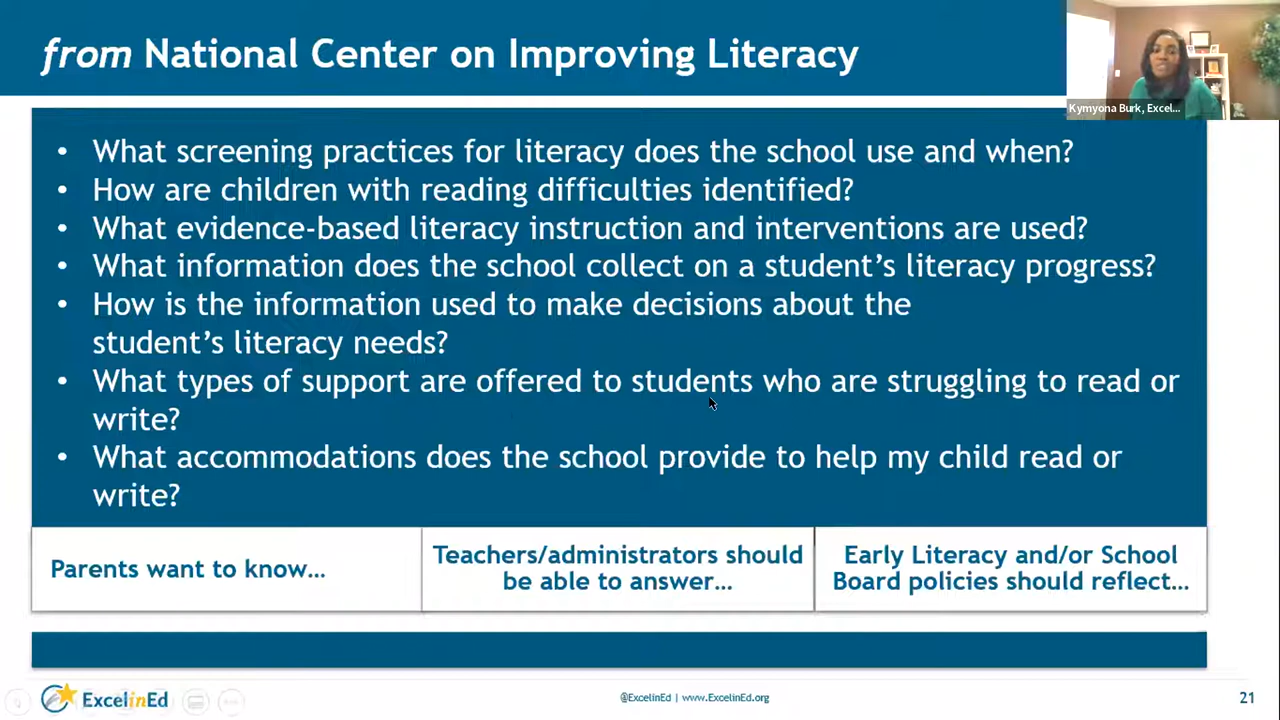 from National Center on Improving Literacy
Kymyona Burk, Excel...
• What screening practices for literacy does the school use and when?
• How are children with reading difficulties identified?
• What evidence-based literacy instruction and interventions are used?
• What information does the school collect on a student’s literacy progress?
• How is the information used to make decisions about the
student’s literacy needs?
• What types of support are offered to students who are struggling to read or
write?
• What accommodations does the school provide to help my child read or
write?
Parents want to know…
Teachers/administrators should
be able to answer…
Early Literacy and/or School
Board policies should reflect…
ExcelinEd
@ExcelinEd | www.ExcelinEd.org
21